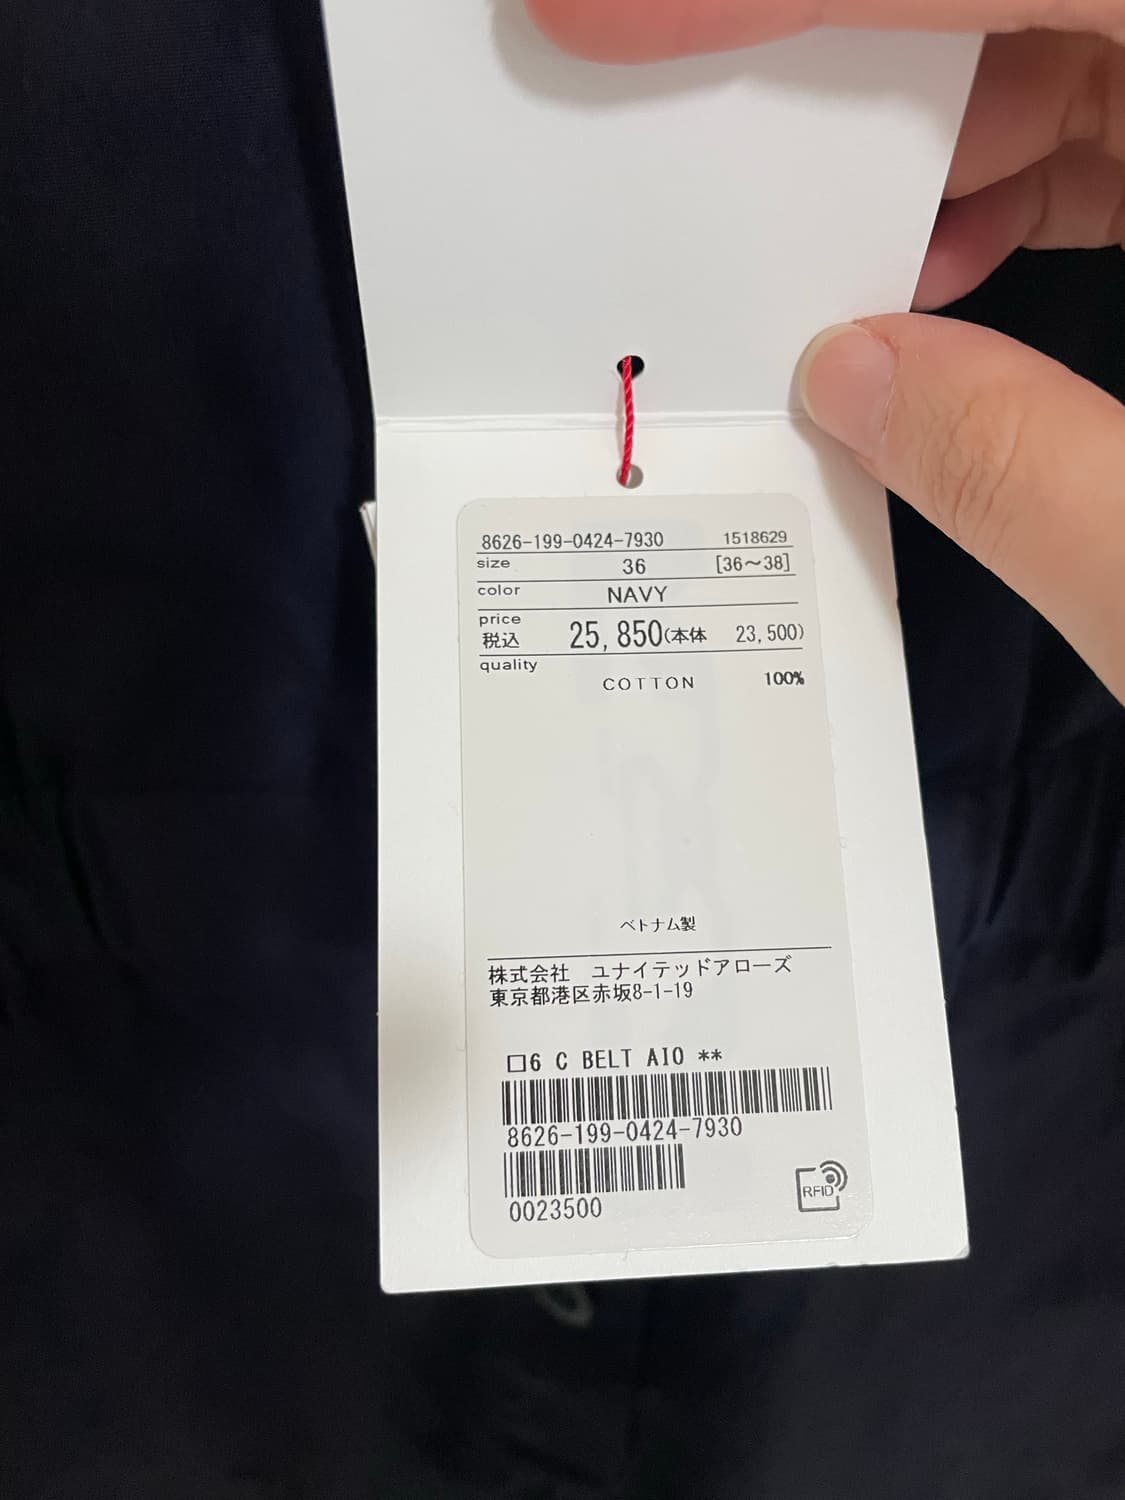 8626-199-0424-7930 1518629
size 36 [36～38]
color NAVY
price
税込 25,850(本体 23,500)
quality
COTTON 100%
ベトナム製
株式会社 ユナイテッドアローズ
東京都港区赤坂8-1-19
口6 C BELT AIO **
8626-199-0424-7930
0023500
RFID